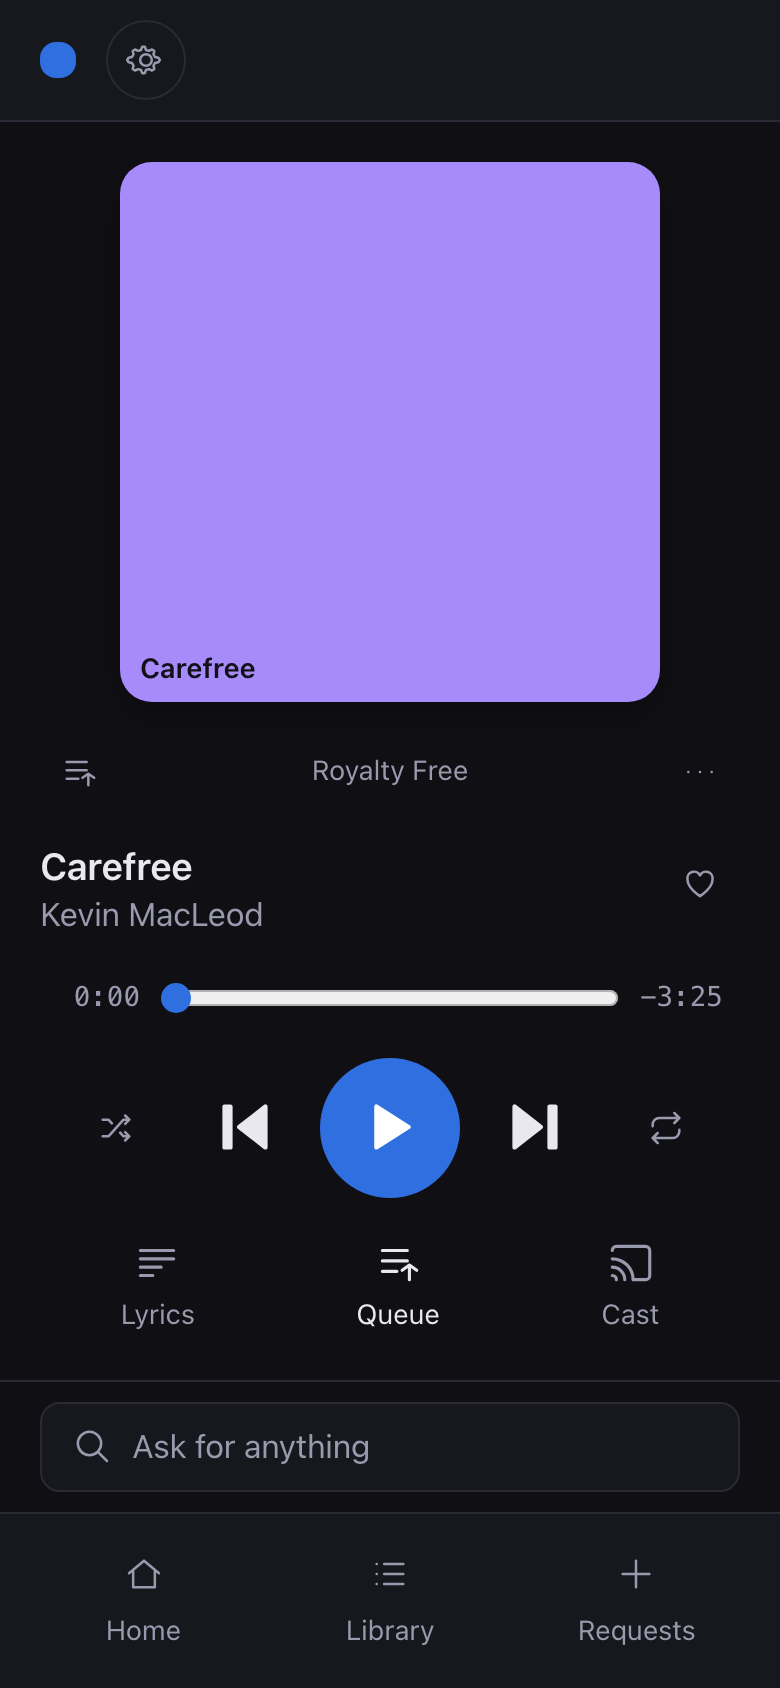 Carefree
Royalty Free
Carefree
Kevin MacLeod
0:00
−3:25
Lyrics
Queue
Cast
Ask for anything
Home
Library
Requests